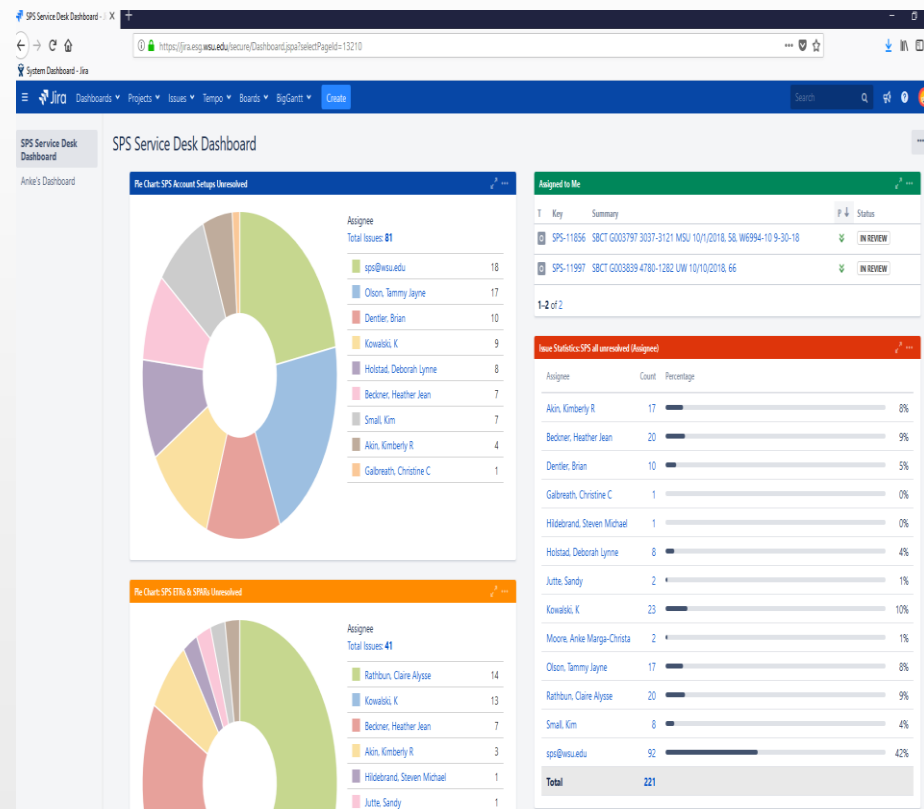 SPS Service Desk Dashboard - J
https://jira.esg.wsu.edu/secure/Dashboard.jspa?selectPageId=13210
System Dashboard - Jira
Jira Dashboards Projects Issues Tempo Boards BigGantt Create Search
SPS Service Desk
Dashboard
Anke's Dashboard
SPS Service Desk Dashboard
Pie Chart: SPS Account Setups Unresolved
Assignee
Total Issues: 81
sps@wsu.edu 18
Olson, Tammy Jayne 17
Dentler, Brian 10
Kowalski, K 9
Holstad, Deborah Lynne 8
Beckner, Heather Jean 7
Small, Kim 7
Akin, Kimberly R 4
Galbreath, Christine C 1
Pie Chart: SPS ETRs & SPARs Unresolved
Assignee
Total Issues: 41
Rathbun, Claire Alysse 14
Kowalski, K 13
Beckner, Heather Jean 7
Akin, Kimberly R 3
Hildebrand, Steven Michael 1
Jutte, Sandy 1
Assigned to Me
T Key Summary P Status
SPS-11856 SBCT G003797 3037-3121 MSU 10/1/2018, 58, W6994-10 9-30-18 IN REVIEW
SPS-11997 SBCT G003839 4780-1282 UW 10/10/2018, 66 IN REVIEW
1–2 of 2
Issue Statistics: SPS all unresolved (Assignee)
Assignee Count Percentage
Akin, Kimberly R 17 8%
Beckner, Heather Jean 20 9%
Dentler, Brian 10 5%
Galbreath, Christine C 1 0%
Hildebrand, Steven Michael 1 0%
Holstad, Deborah Lynne 8 4%
Jutte, Sandy 2 1%
Kowalski, K 23 10%
Moore, Anke Marga-Christa 2 1%
Olson, Tammy Jayne 17 8%
Rathbun, Claire Alysse 20 9%
Small, Kim 8 4%
sps@wsu.edu 92 42%
Total 221